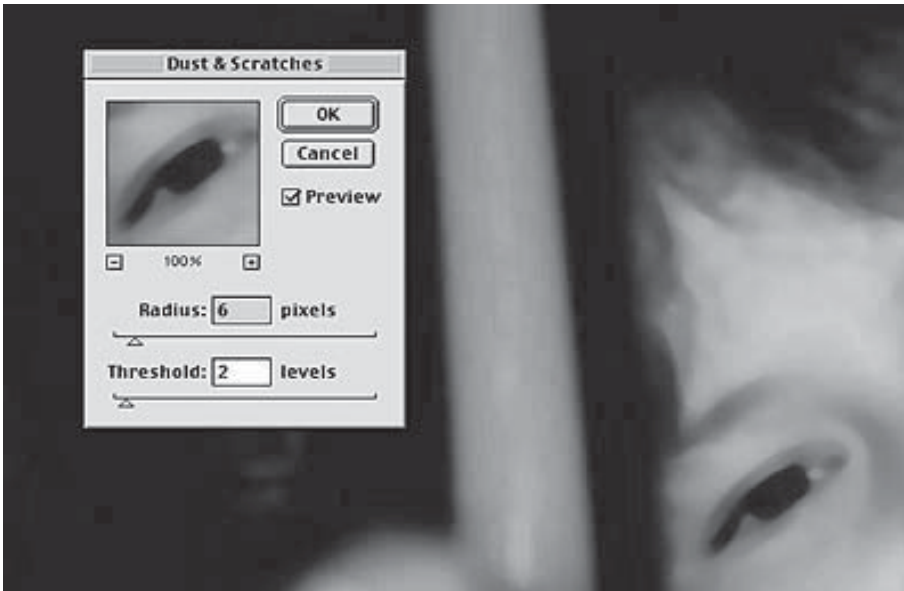 Dust & Scratches
OK
Cancel
Preview
100%
Radius: 6 pixels
Threshold: 2 levels